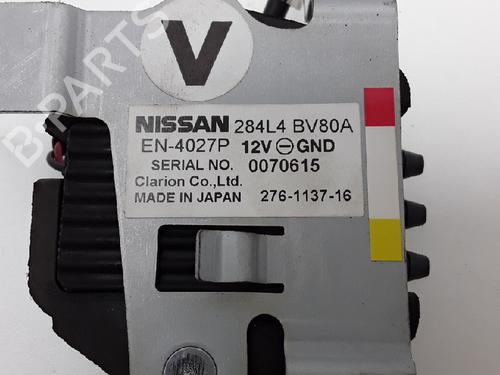 V
B-PARTS
NISSAN 284L4 BV80A
EN-4027P 12V ⊖ GND
SERIAL NO. 0070615
Clarion Co.,Ltd.
MADE IN JAPAN 276-1137-16